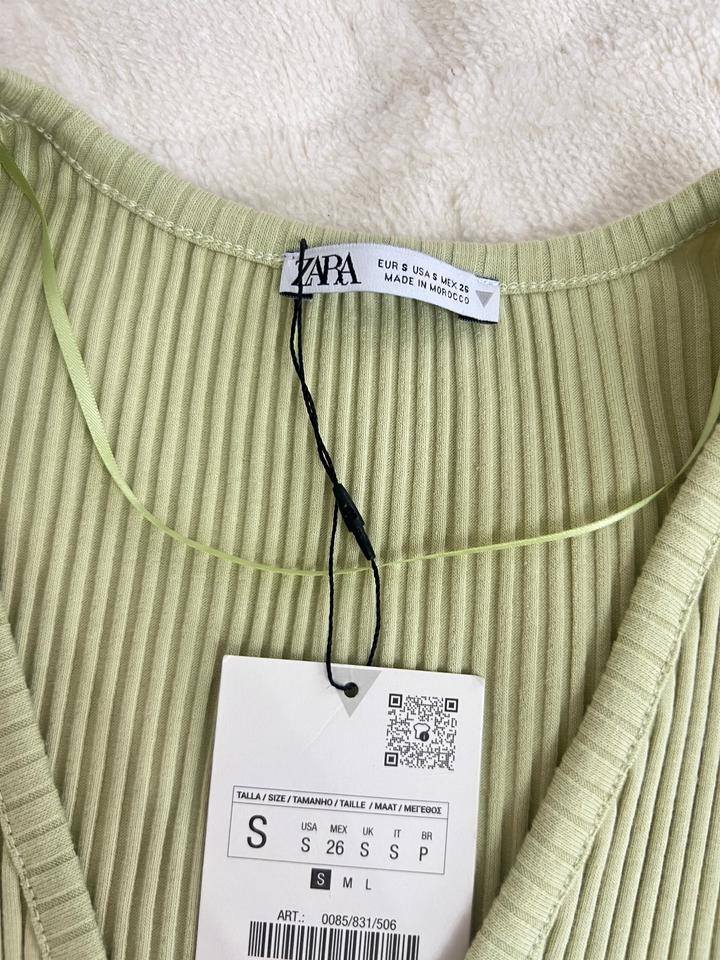 ZARA
EUR S USA S MEX 26
MADE IN MOROCCO
TALLA / SIZE / TAMANHO / TAILLE / MAAT / ΜΕΓΕΘΟΣ
S
USA MEX UK IT BR
S 26 S S P
S M L
ART.: 0085/831/506